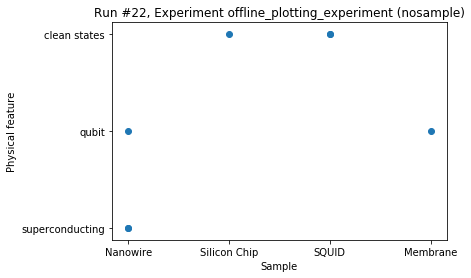 Run #22, Experiment offline_plotting_experiment (nosample)
clean states
qubit
superconducting
Physical feature
Nanowire Silicon Chip SQUID Membrane
Sample